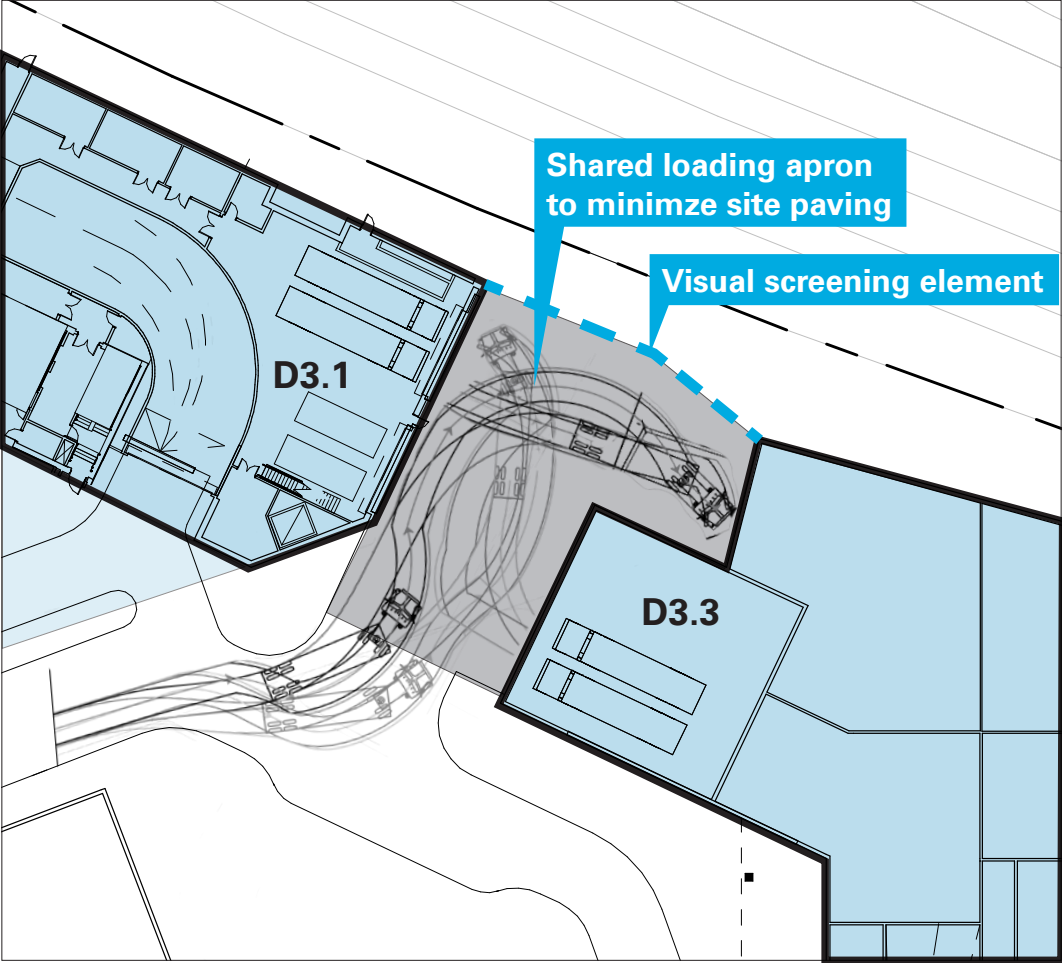 Shared loading apron
to minimze site paving
Visual screening element
D3.1
D3.3